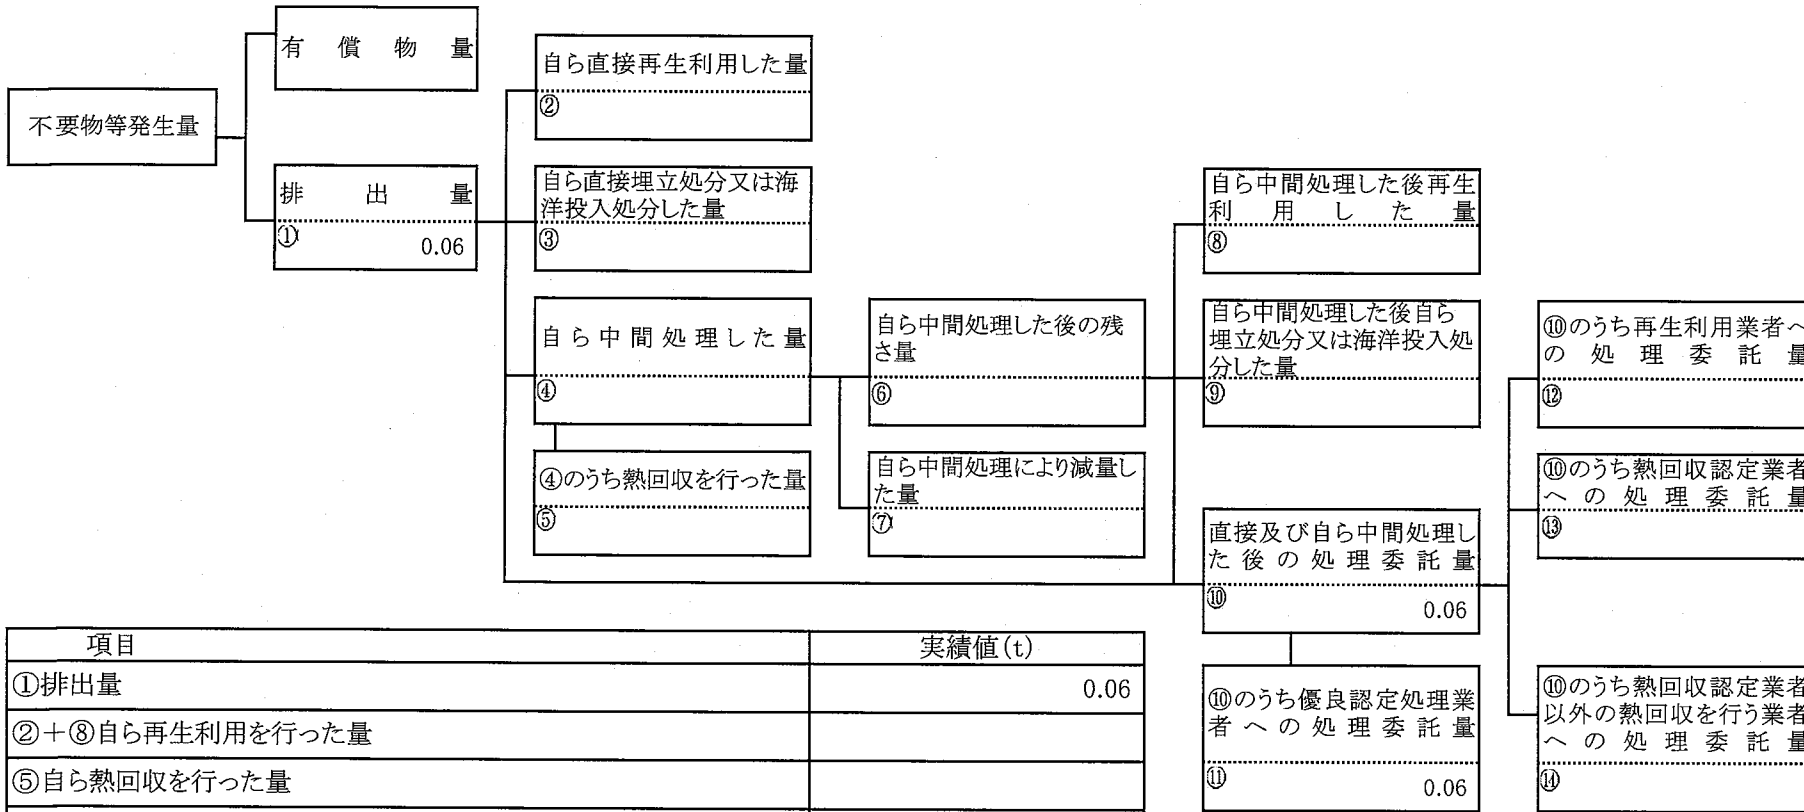 有償物量
不要物等発生量
排出量
① 0.06
自ら直接再生利用した量
②
自ら直接埋立処分又は海
洋投入処分した量
③
自ら中間処理した量
④
④のうち熱回収を行った量
⑤
自ら中間処理した後の残
さ量
⑥
自ら中間処理により減量し
た量
⑦
自ら中間処理した後再生
利用した量
⑧
自ら中間処理した後自ら
埋立処分又は海洋投入処
分した量
⑨
直接及び自ら中間処理し
た後の処理委託量
⑩ 0.06
⑩のうち優良認定処理業
者への処理委託量
⑪ 0.06
⑩のうち再生利用業者へ
の処理委託量
⑫
⑩のうち熱回収認定業者
への処理委託量
⑬
⑩のうち熱回収認定業者
以外の熱回収を行う業者
への処理委託量
⑭
項目 実績値(t)
①排出量 0.06
②+⑧自ら再生利用を行った量
⑤自ら熱回収を行った量